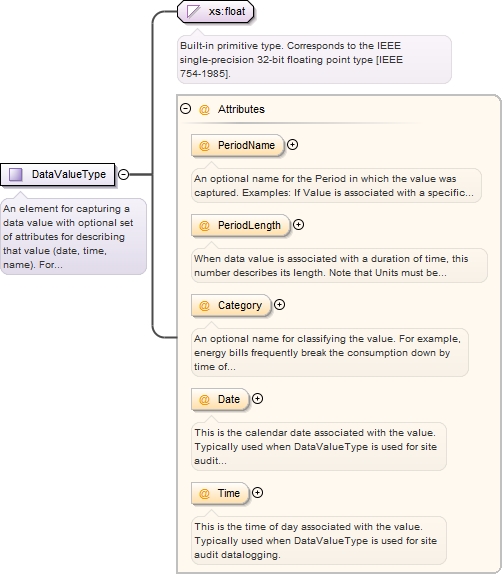 xs:float
Built-in primitive type. Corresponds to the IEEE
single-precision 32-bit floating point type [IEEE
754-1985].
@ Attributes
@ PeriodName
An optional name for the Period in which the value was
captured. Examples: If Value is associated with a specific...
DataValueType
An element for capturing a
data value with optional set
of attributes for describing
that value (date, time,
name). For...
@ PeriodLength
When data value is associated with a duration of time, this
number describes its length. Note that Units must be...
@ Category
An optional name for classifying the value. For example,
energy bills frequently break the consumption down by
time of...
@ Date
This is the calendar date associated with the value.
Typically used when DataValueType is used for site
audit...
@ Time
This is the time of day associated with the value.
Typically used when DataValueType is used for site
audit datalogging.